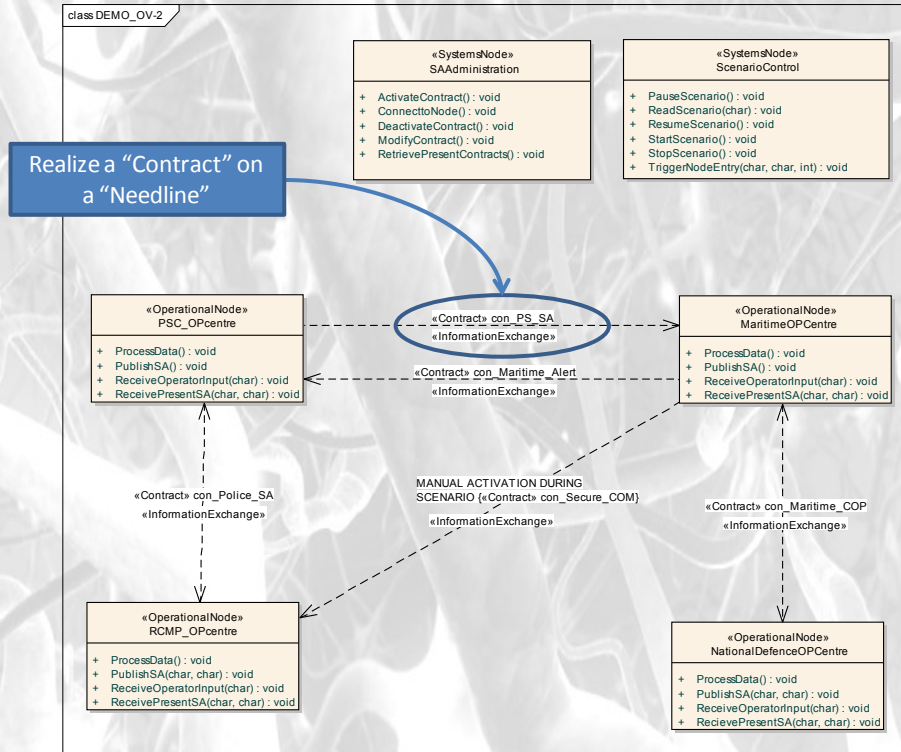 class DEMO_OV-2
«SystemsNode»
SAAdministration
+ ActivateContract() : void
+ ConnecttoNode() : void
+ DeactivateContract() : void
+ ModifyContract() : void
+ RetrievePresentContracts() : void
«SystemsNode»
ScenarioControl
+ PauseScenario() : void
+ ReadScenario(char) : void
+ ResumeScenario() : void
+ StartScenario() : void
+ StopScenario() : void
+ TriggerNodeEntry(char, char, int) : void
Realize a “Contract” on
a “Needline”
«OperationalNode»
PSC_OPcentre
+ ProcessData() : void
+ PublishSA() : void
+ ReceiveOperatorInput(char) : void
+ ReceivePresentSA(char, char) : void
«Contract» con_PS_SA
«InformationExchange»
«Contract» con_Maritime_Alert
«InformationExchange»
«OperationalNode»
MaritimeOPCentre
+ ProcessData() : void
+ PublishSA() : void
+ ReceiveOperatorInput(char) : void
+ ReceivePresentSA(char, char) : void
«Contract» con_Police_SA
«InformationExchange»
MANUAL ACTIVATION DURING
SCENARIO {«Contract» con_Secure_COM}
«InformationExchange»
«Contract» con_Maritime_COP
«InformationExchange»
«OperationalNode»
RCMP_OPcentre
+ ProcessData() : void
+ PublishSA(char, char) : void
+ ReceiveOperatorInput(char) : void
+ ReceivePresentSA(char, char) : void
«OperationalNode»
NationalDefenceOPCentre
+ ProcessData() : void
+ PublishSA(char, char) : void
+ ReceiveOperatorInput(char) : void
+ RecievePresentSA(char, char) : void